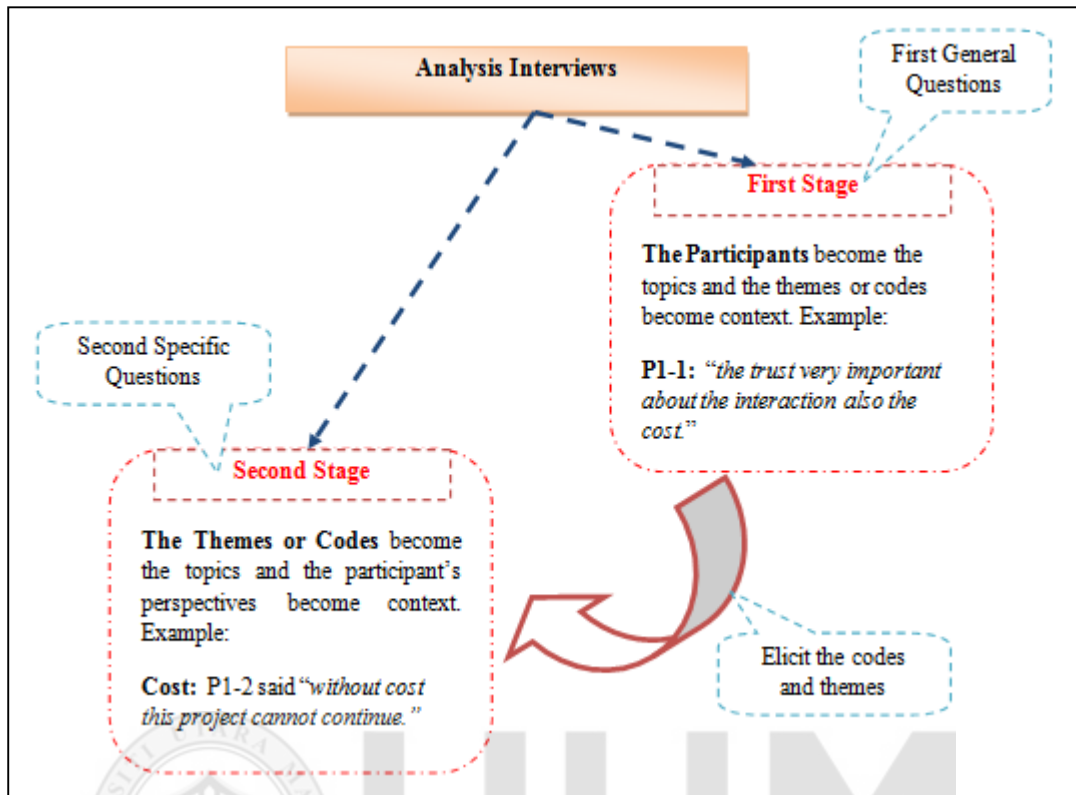 Analysis Interviews
First General
Questions
First Stage
The Participants become the
topics and the themes or codes
become context. Example:
P1-1: “the trust very important
about the interaction also the
cost.”
Second Specific
Questions
Second Stage
The Themes or Codes become
the topics and the participant’s
perspectives become context.
Example:
Cost: P1-2 said “without cost
this project cannot continue.”
Elicit the codes
and themes
UTARA
UUM